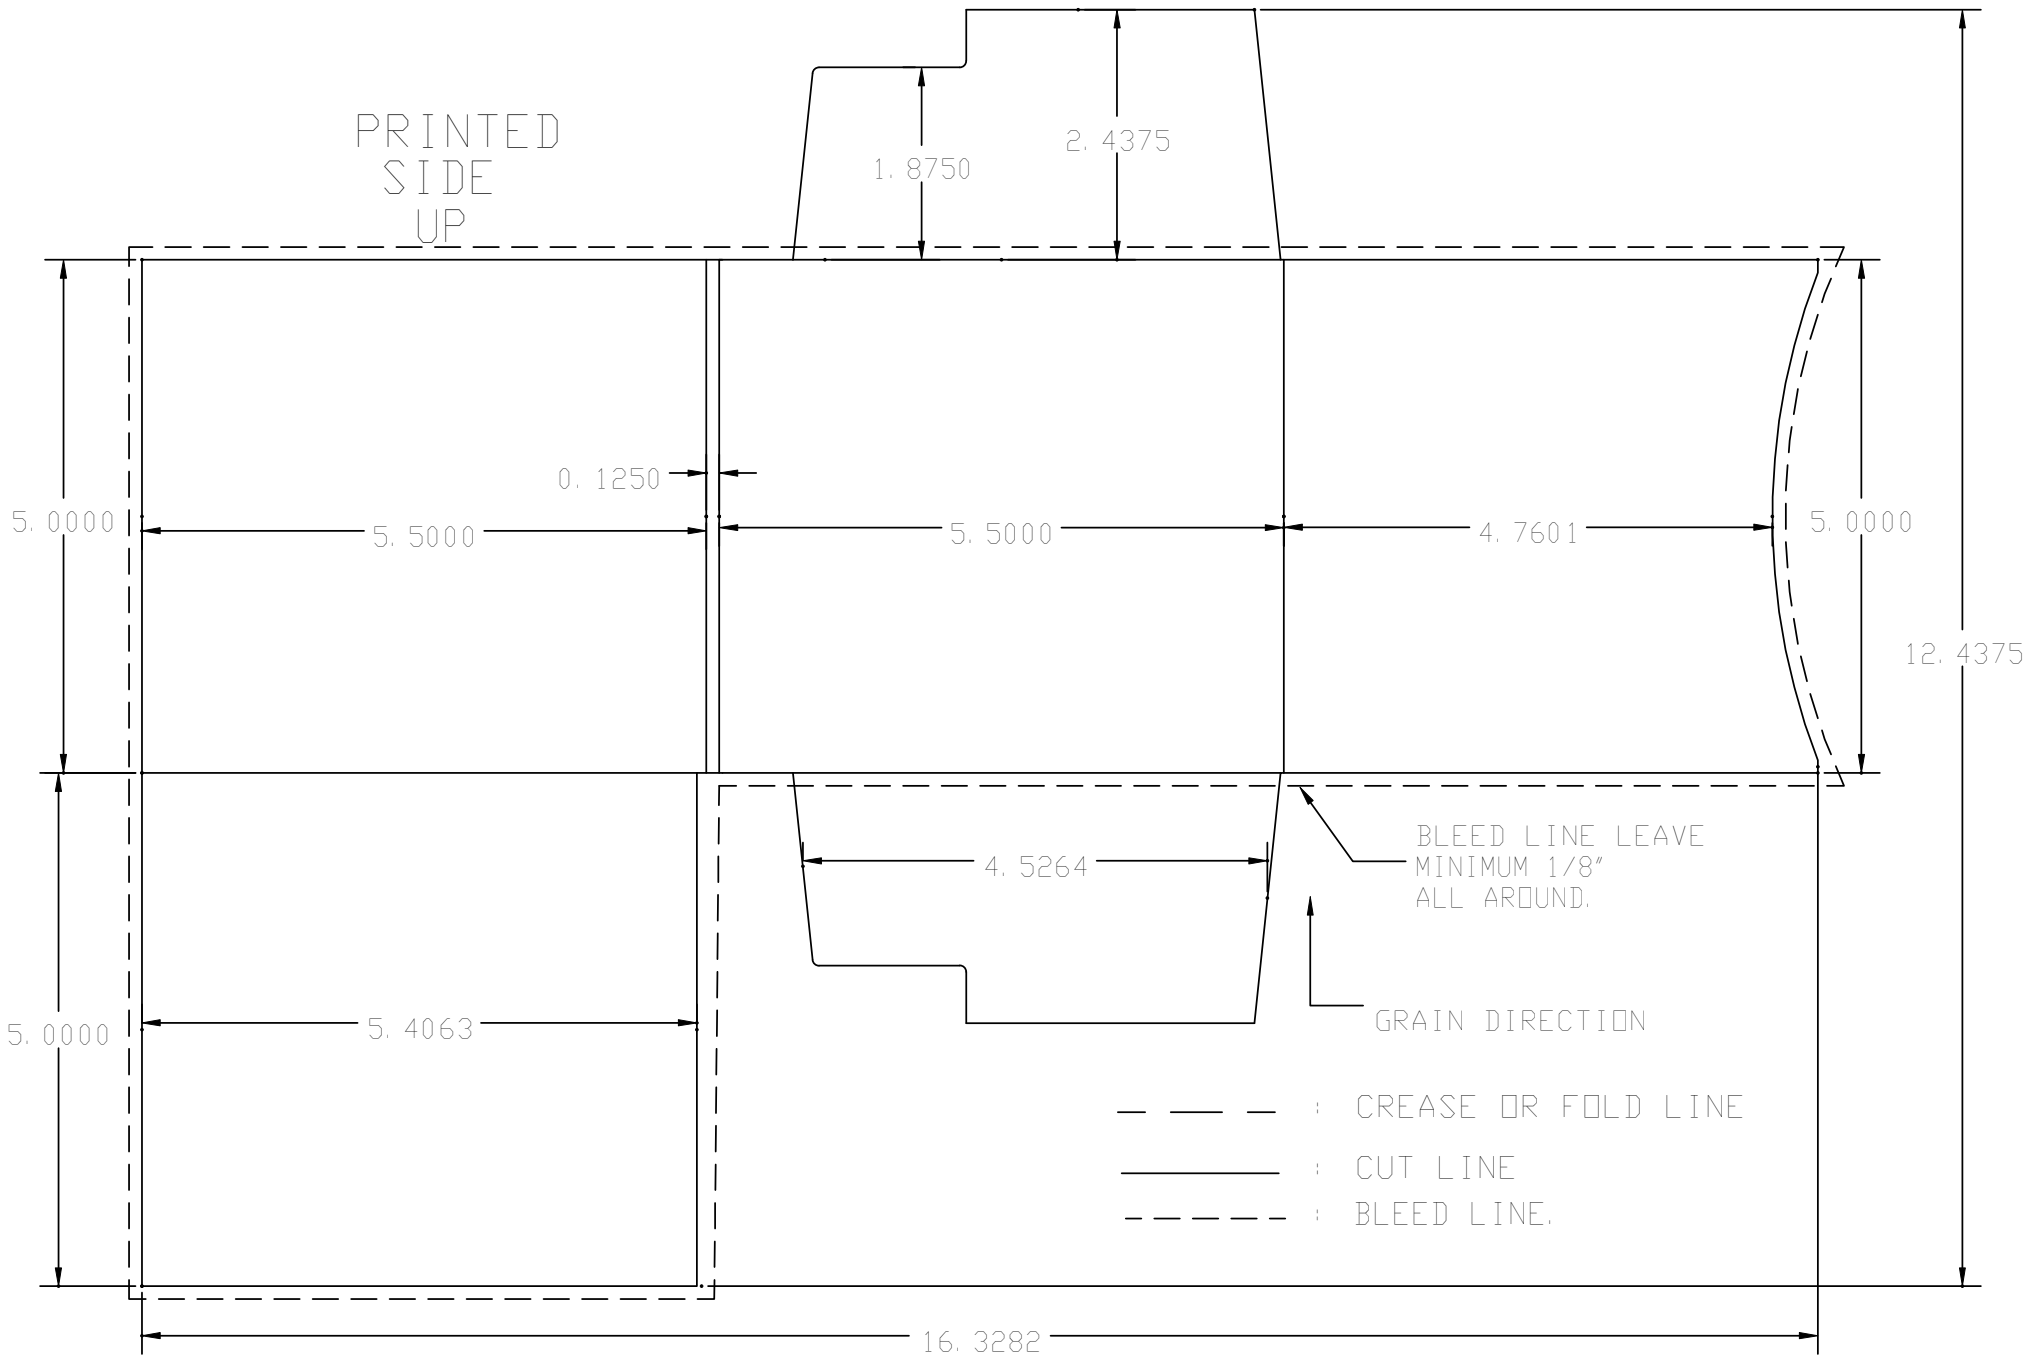 PRINTED
SIDE
UP
2.4375
1.8750
0.1250
5.0000
5.5000
5.5000
4.7601
5.0000
12.4375
BLEED LINE LEAVE
MINIMUM 1/8"
ALL AROUND.
4.5264
GRAIN DIRECTION
5.0000
5.4063
: CREASE OR FOLD LINE
: CUT LINE
: BLEED LINE.
16.3282